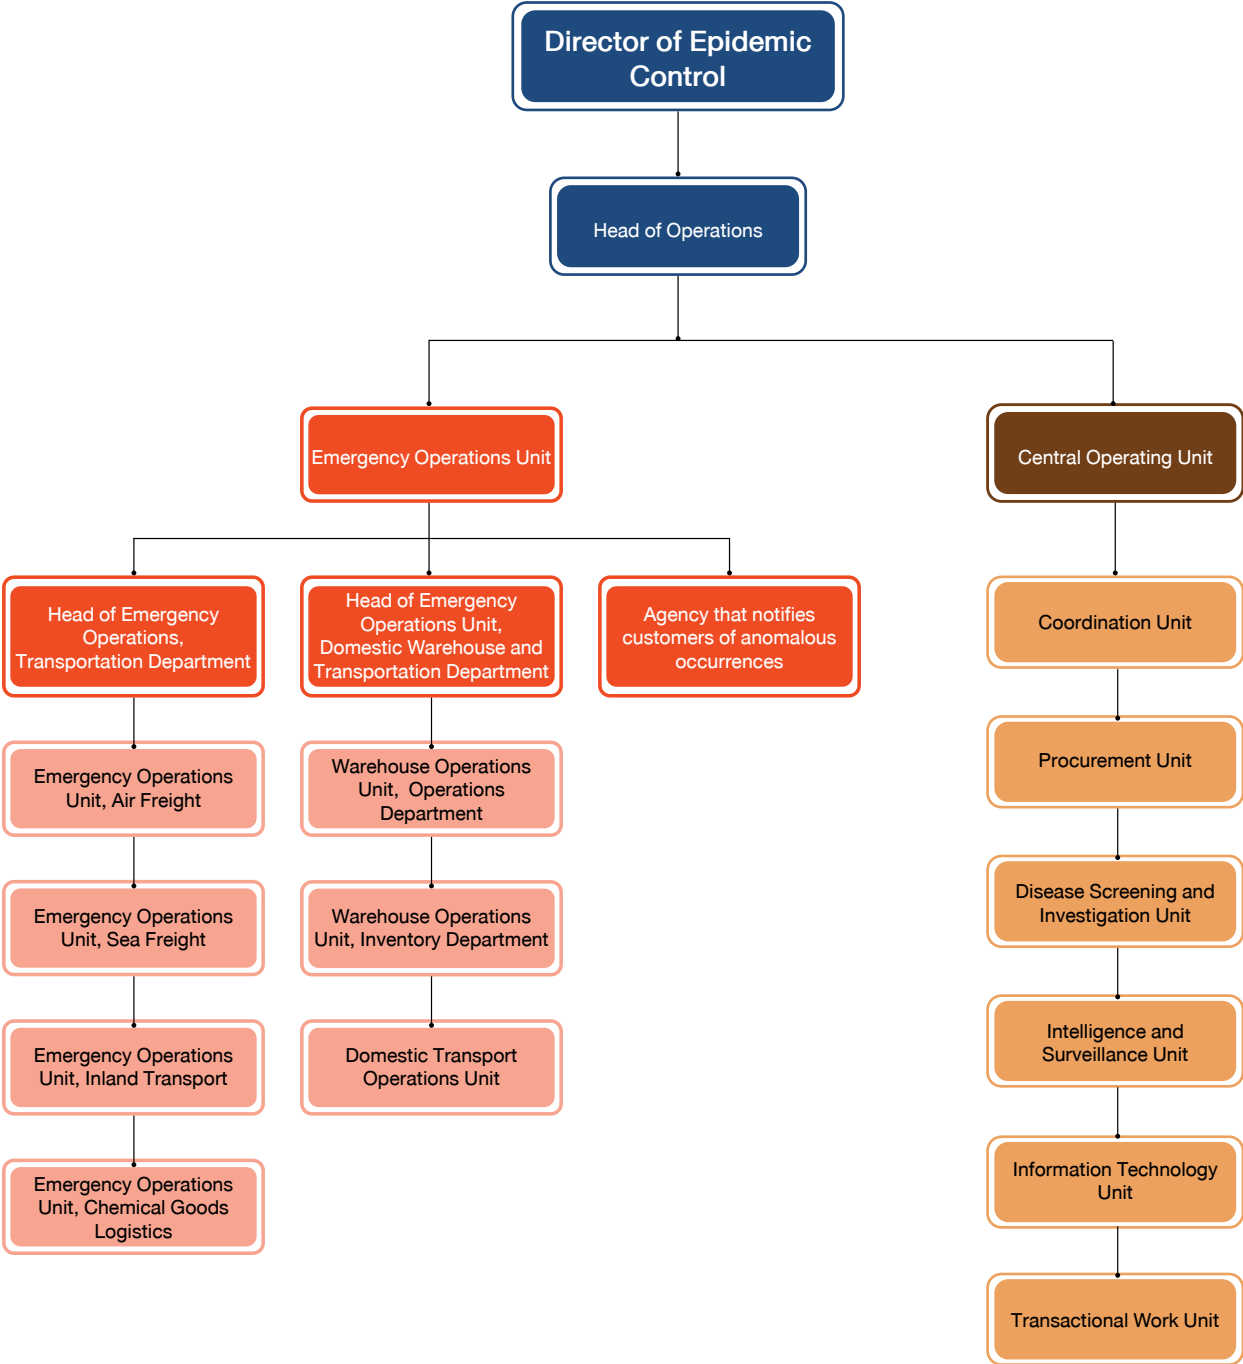 Director of Epidemic
Control
Head of Operations
Emergency Operations Unit
Central Operating Unit
Head of Emergency
Operations,
Transportation Department
Head of Emergency
Operations Unit,
Domestic Warehouse and
Transportation Department
Agency that notifies
customers of anomalous
occurrences
Coordination Unit
Emergency Operations
Unit, Air Freight
Warehouse Operations
Unit,  Operations
Department
Procurement Unit
Emergency Operations
Unit, Sea Freight
Warehouse Operations
Unit, Inventory Department
Disease Screening and
Investigation Unit
Emergency Operations
Unit, Inland Transport
Domestic Transport
Operations Unit
Intelligence and
Surveillance Unit
Emergency Operations
Unit, Chemical Goods
Logistics
Information Technology
Unit
Transactional Work Unit